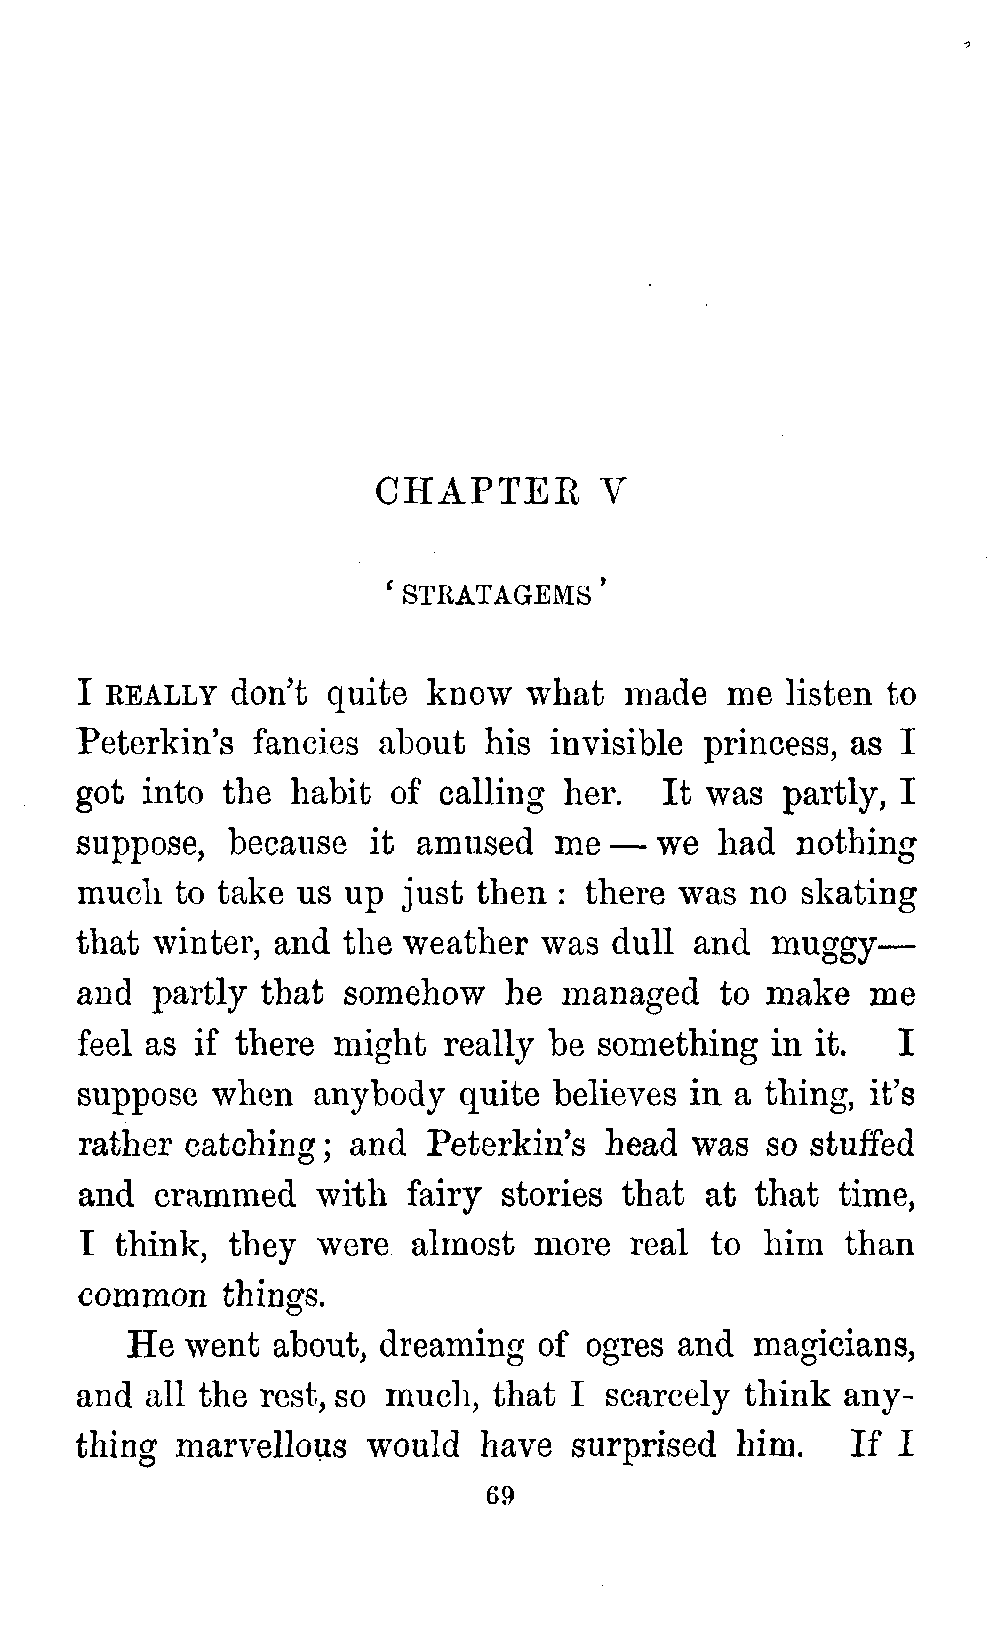 CHAPTER V
‘STRATAGEMS’
I REALLY don't quite know what made me listen to
Peterkin's fancies about his invisible princess, as I
got into the habit of calling her. It was partly, I
suppose, because it amused me — we had nothing
much to take us up just then : there was no skating
that winter, and the weather was dull and muggy—
and partly that somehow he managed to make me
feel as if there might really be something in it. I
suppose when anybody quite believes in a thing, it's
rather catching; and Peterkin's head was so stuffed
and crammed with fairy stories that at that time,
I think, they were almost more real to him than
common things.
He went about, dreaming of ogres and magicians,
and all the rest, so much, that I scarcely think any-
thing marvellous would have surprised him. If I
69